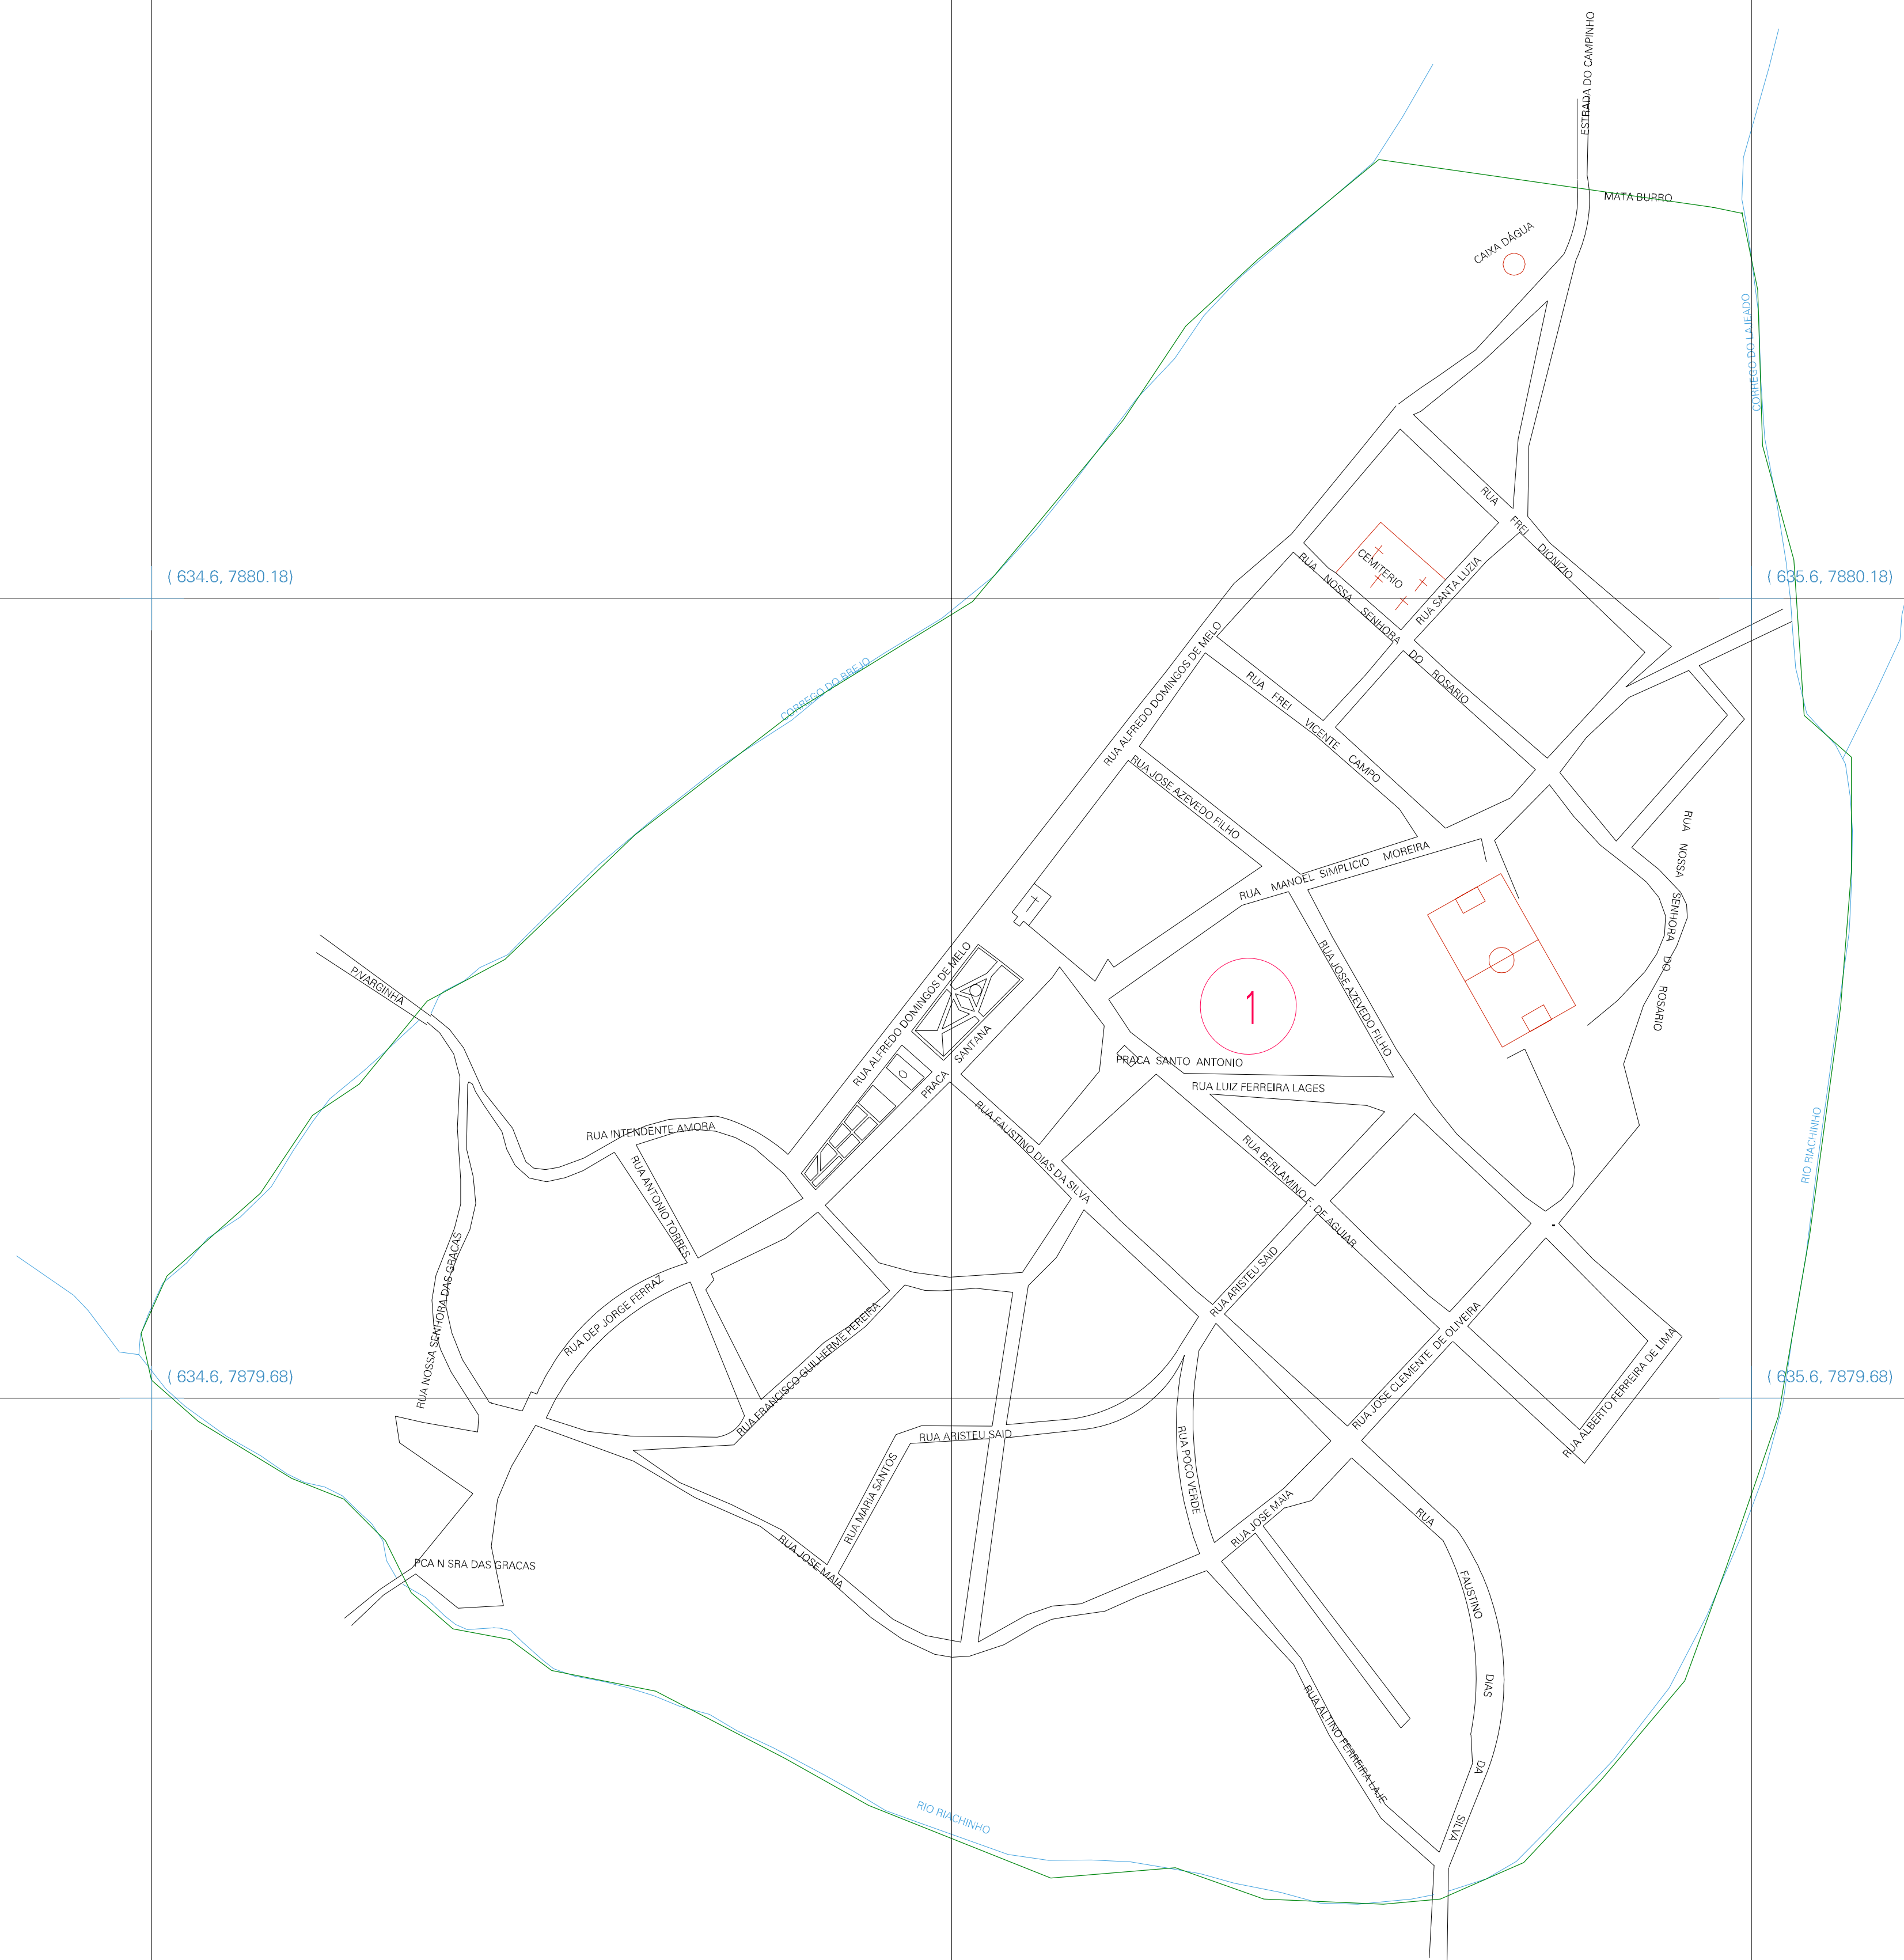 ESTRADA DO CAMPINHO
MATA BURRO
CAIXA DÁGUA
CORREGO DO LAJEADO
RUA FREI DIONIZIO
CEMITERIO
RUA SANTA LUZIA
RUA NOSSA SENHORA DO ROSARIO
( 634.6, 7880.18)
( 635.6, 7880.18)
CORREGO DO BREJO
RUA ALFREDO DOMINGOS DE MELO
RUA FREI VICENTE CAMPO
RUA JOSE AZEVEDO FILHO
RUA MANOEL SIMPLICIO MOREIRA
RUA NOSSA SENHORA DO ROSARIO
P/VARGINHA
RUA ALFREDO DOMINGOS DE MELO
RUA JOSE AZEVEDO FILHO
1
PRACA SANTANA
PRACA SANTO ANTONIO
RUA LUIZ FERREIRA LAGES
RUA INTENDENTE AMORA
RUA ANTONIO TORRES
RUA FAUSTINO DIAS DA SILVA
RUA BERLAMINO F. DE AGUIAR
RIO RIACHINHO
RUA NOSSA SENHORA DAS GRACAS
RUA DEP JORGE FERRAZ
RUA FRANCISCO GUILHERME PEREIRA
RUA ARISTEU SAID
RUA JOSE CLEMENTE DE OLIVEIRA
RUA ALBERTO FERREIRA DE LIMA
( 634.6, 7879.68)
( 635.6, 7879.68)
RUA ARISTEU SAID
RUA MARIA SANTOS
RUA POCO VERDE
RUA JOSE MAIA
RUA JOSE MAIA
PCA N SRA DAS GRACAS
RUA FAUSTINO DIAS DA SILVA
RUA ALTINO FERREIRA LAJE
RIO RIACHINHO